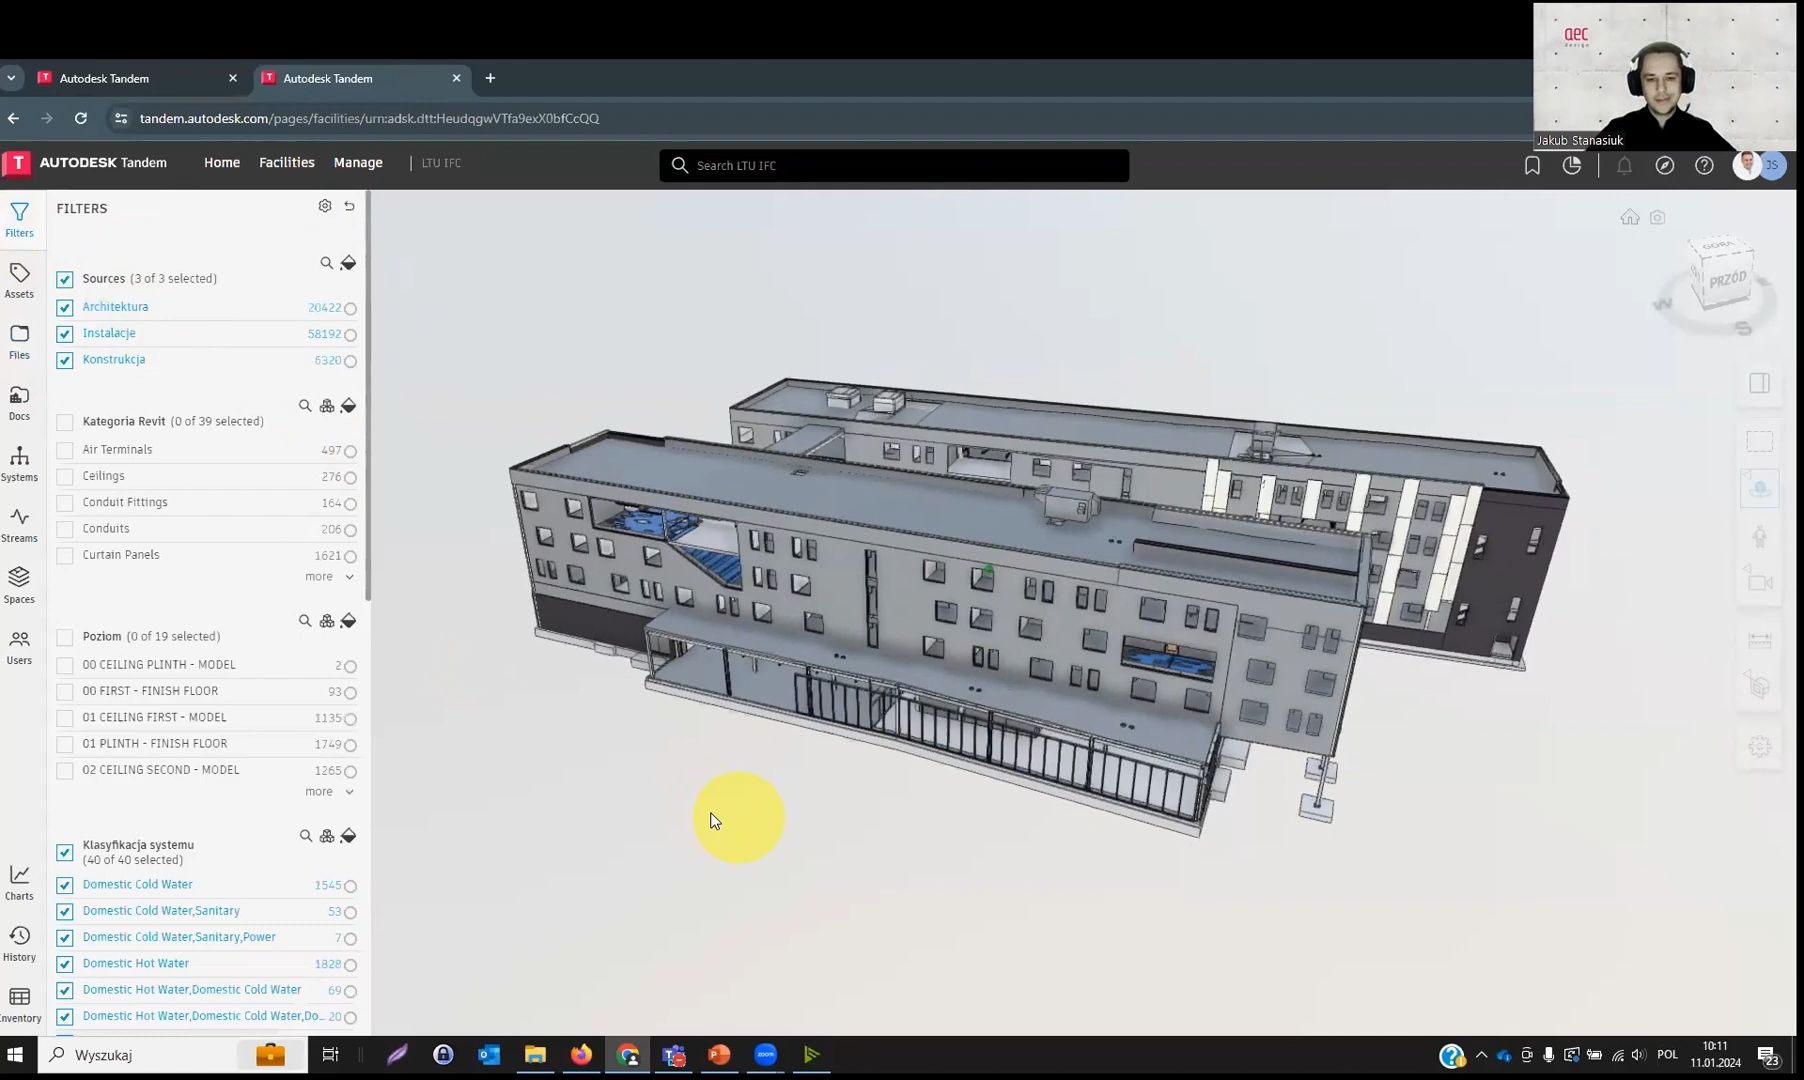 aec
design
Jakub Stanasiuk
Autodesk Tandem
Autodesk Tandem
tandem.autodesk.com/pages/facilities/urn:adsk.dtt:HeudqgwVTfa9exX0bfCcQQ
T AUTODESK Tandem Home Facilities Manage LTU IFC Search LTU IFC JS
FILTERS
Filters
Assets
Files
Docs
Systems
Streams
Spaces
Users
Charts
History
Inventory
Sources (3 of 3 selected)
Architektura 20422
Instalacje 58192
Konstrukcja 6320
Kategoria Revit (0 of 39 selected)
Air Terminals 497
Ceilings 276
Conduit Fittings 164
Conduits 206
Curtain Panels 1621
more
Poziom (0 of 19 selected)
00 CEILING PLINTH - MODEL 2
00 FIRST - FINISH FLOOR 93
01 CEILING FIRST - MODEL 1135
01 PLINTH - FINISH FLOOR 1749
02 CEILING SECOND - MODEL 1265
more
Klasyfikacja systemu
(40 of 40 selected)
Domestic Cold Water 1545
Domestic Cold Water,Sanitary 53
Domestic Cold Water,Sanitary,Power 7
Domestic Hot Water 1828
Domestic Hot Water,Domestic Cold Water 69
Domestic Hot Water,Domestic Cold Water,Do... 20
GÓRA
PRZÓD
W
S
Wyszukaj
zoom
POL
10:11
11.01.2024
23